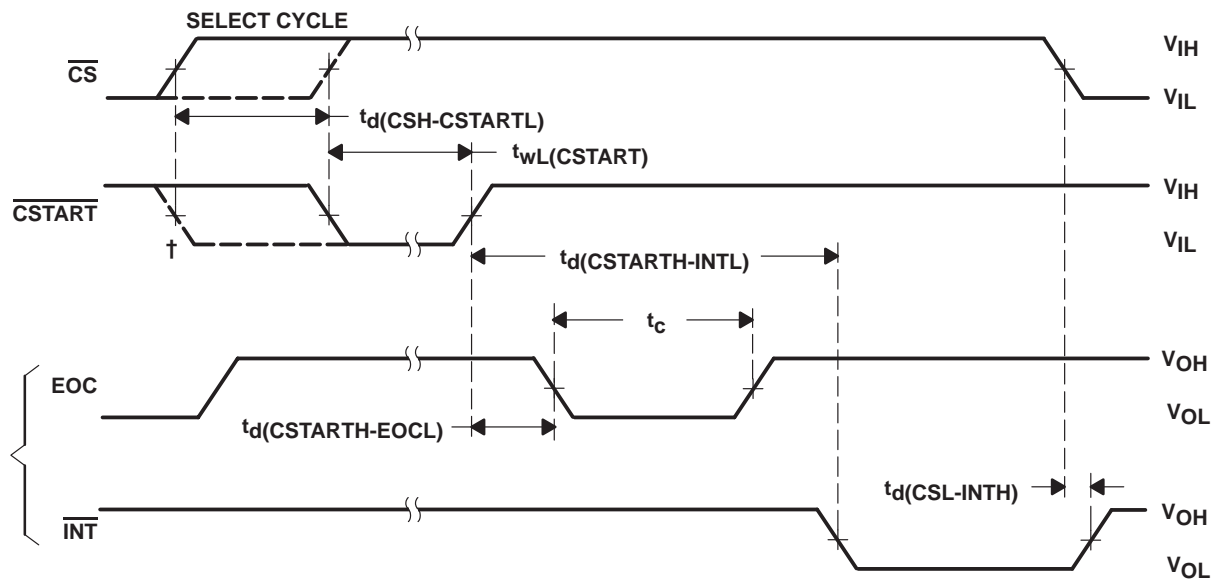 SELECT CYCLE
CS
VIH
VIL
td(CSH-CSTARTL)
twL(CSTART)
CSTART
VIH
VIL
†
td(CSTARTH-INTL)
tc
EOC
VOH
VOL
td(CSTARTH-EOCL)
td(CSL-INTH)
INT
VOH
VOL